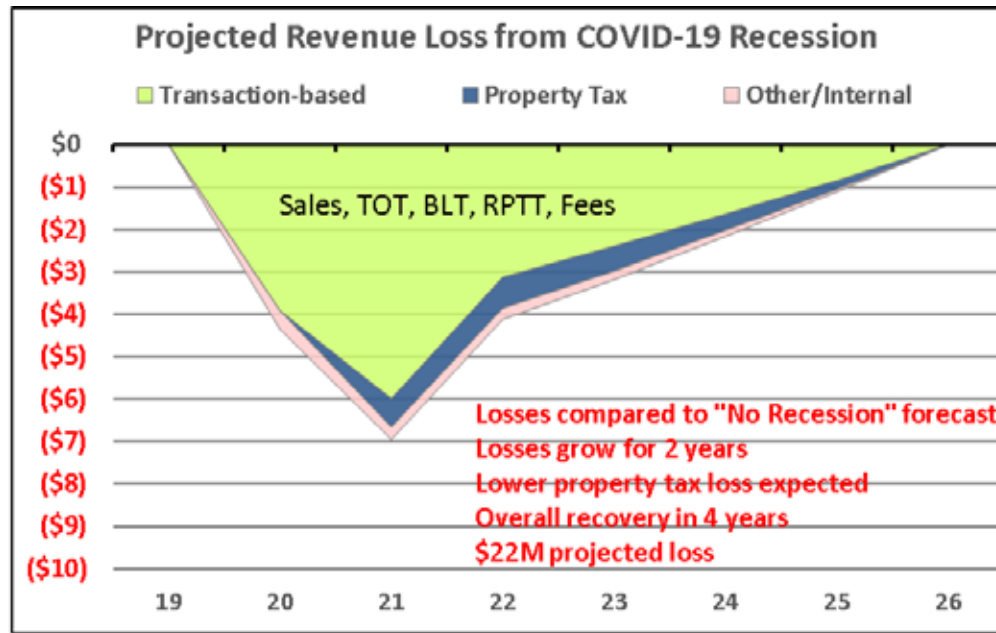 Projected Revenue Loss from COVID-19 Recession
Transaction-based Property Tax Other/Internal
$0
($1)
($2)
($3)
($4)
($5)
($6)
($7)
($8)
($9)
($10)
Sales, TOT, BLT, RPTT, Fees
Losses compared to "No Recession" forecast
Losses grow for 2 years
Lower property tax loss expected
Overall recovery in 4 years
$22M projected loss
19 20 21 22 23 24 25 26